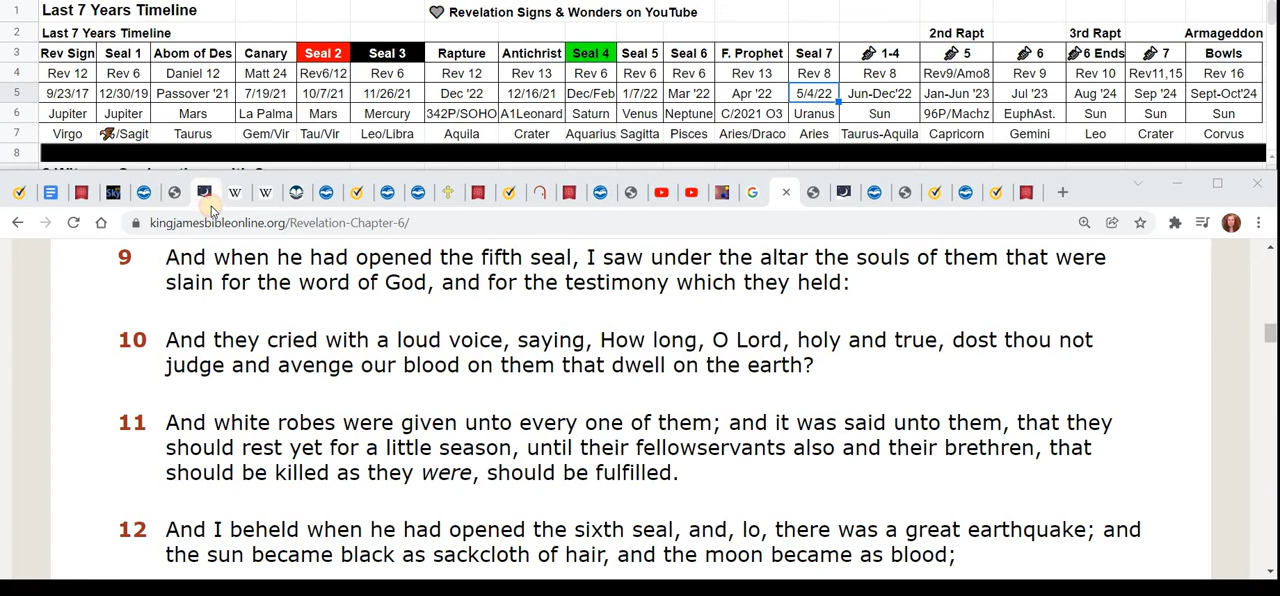 1 Last 7 Years Timeline Revelation Signs & Wonders on YouTube
2 Last 7 Years Timeline 2nd Rapt 3rd Rapt Armageddon
3 Rev Sign Seal 1 Abom of Des Canary Seal 2 Seal 3 Rapture Antichrist Seal 4 Seal 5 Seal 6 F. Prophet Seal 7 1-4 5 6 6 Ends 7 Bowls
4 Rev 12 Rev 6 Daniel 12 Matt 24 Rev6/12 Rev 6 Rev 12 Rev 13 Rev 6 Rev 6 Rev 6 Rev 13 Rev 8 Rev 8 Rev9/Amo8 Rev 9 Rev 10 Rev11,15 Rev 16
5 9/23/17 12/30/19 Passover '21 7/19/21 10/7/21 11/26/21 Dec '22 12/16/21 Dec/Feb 1/7/22 Mar '22 Apr '22 5/4/22 Jun-Dec'22 Jan-Jun '23 Jul '23 Aug '24 Sep '24 Sept-Oct'24
6 Jupiter Jupiter Mars La Palma Mars Mercury 342P/SOHO A1Leonard Saturn Venus Neptune C/2021 O3 Uranus Sun 96P/Machz EuphAst. Sun Sun Sun
7 Virgo /Sagit Taurus Gem/Vir Tau/Vir Leo/Libra Aquila Crater Aquarius Sagitta Pisces Aries/Draco Aries Taurus-Aquila Capricorn Gemini Leo Crater Corvus
8
kingjamesbibleonline.org/Revelation-Chapter-6/
9 And when he had opened the fifth seal, I saw under the altar the souls of them that were
slain for the word of God, and for the testimony which they held:
10 And they cried with a loud voice, saying, How long, O Lord, holy and true, dost thou not
judge and avenge our blood on them that dwell on the earth?
11 And white robes were given unto every one of them; and it was said unto them, that they
should rest yet for a little season, until their fellowservants also and their brethren, that
should be killed as they were, should be fulfilled.
12 And I beheld when he had opened the sixth seal, and, lo, there was a great earthquake; and
the sun became black as sackcloth of hair, and the moon became as blood;